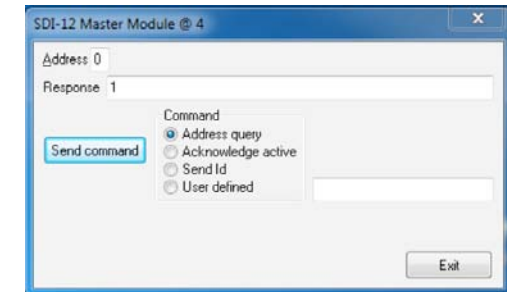 SDI-12 Master Module @ 4
x
Address 0
Response 1
Command
Address query
Send command
Acknowledge active
Send Id
User defined
Exit